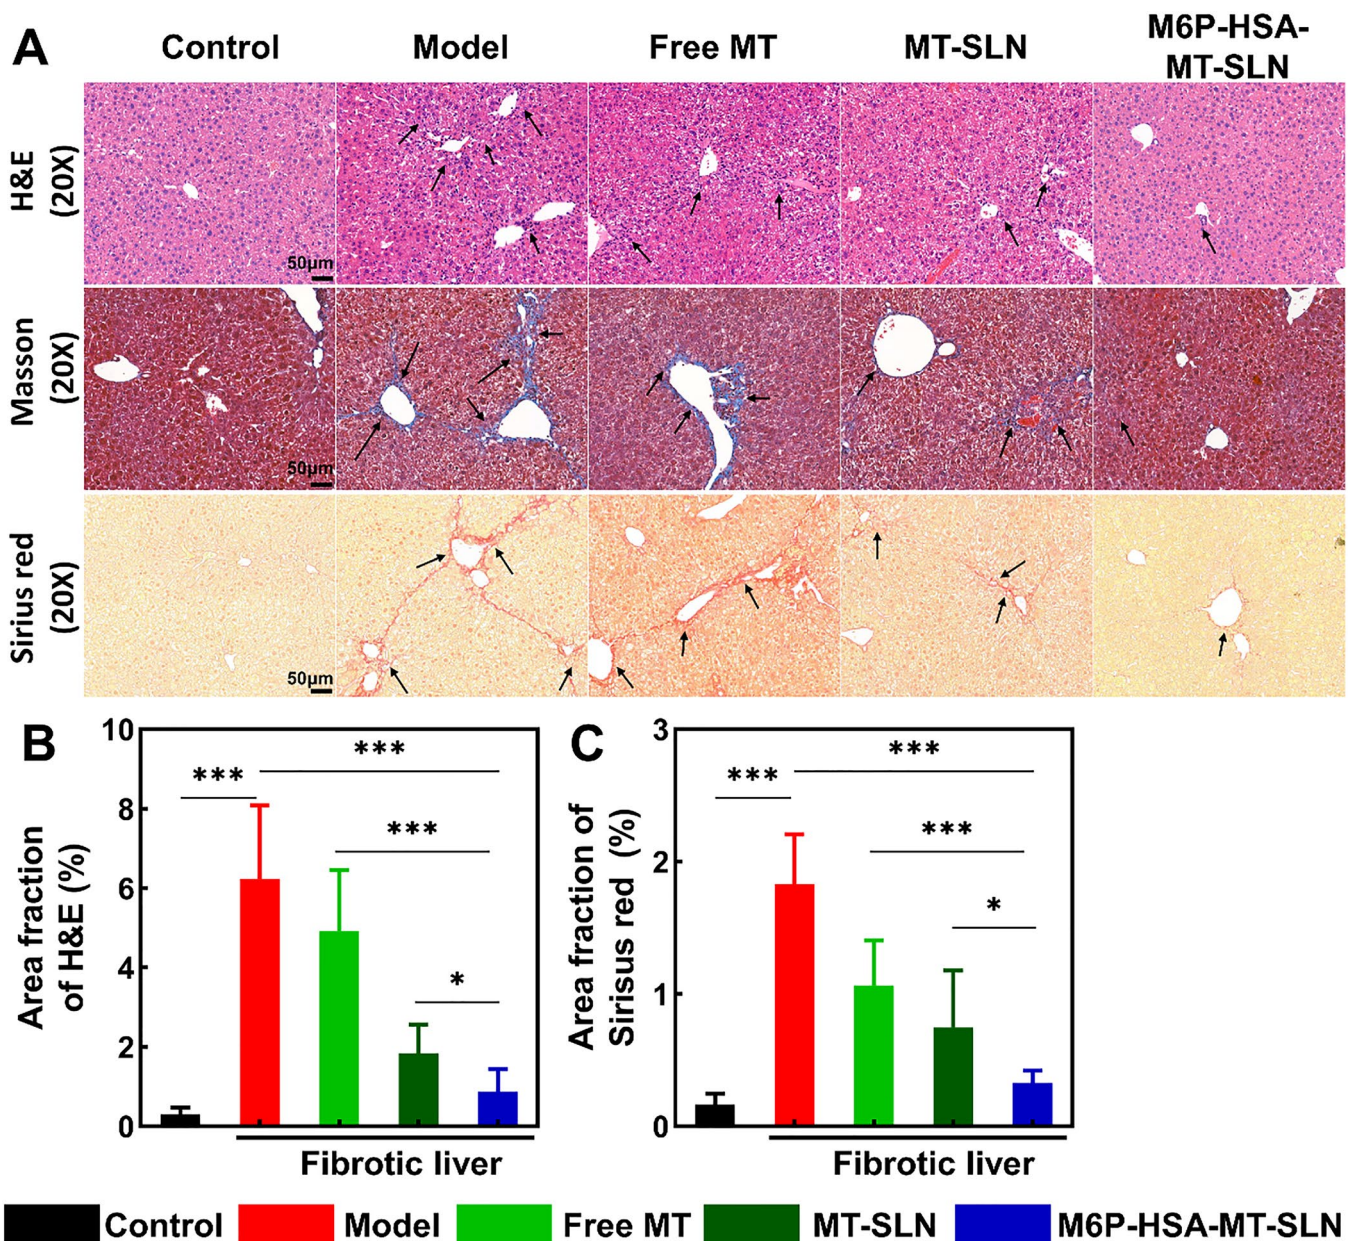 A
Control
Model
Free MT
MT-SLN
M6P-HSA-
MT-SLN
H&E
(20X)
50μm
Masson
(20X)
50μm
Sirius red
(20X)
50μm
B
Area fraction
of H&E (%)
10
8
6
4
2
0
***
***
***
*
Fibrotic liver
C
Area fraction of
Sirisus red (%)
3
2
1
0
***
***
***
*
Fibrotic liver
Control
Model
Free MT
MT-SLN
M6P-HSA-MT-SLN